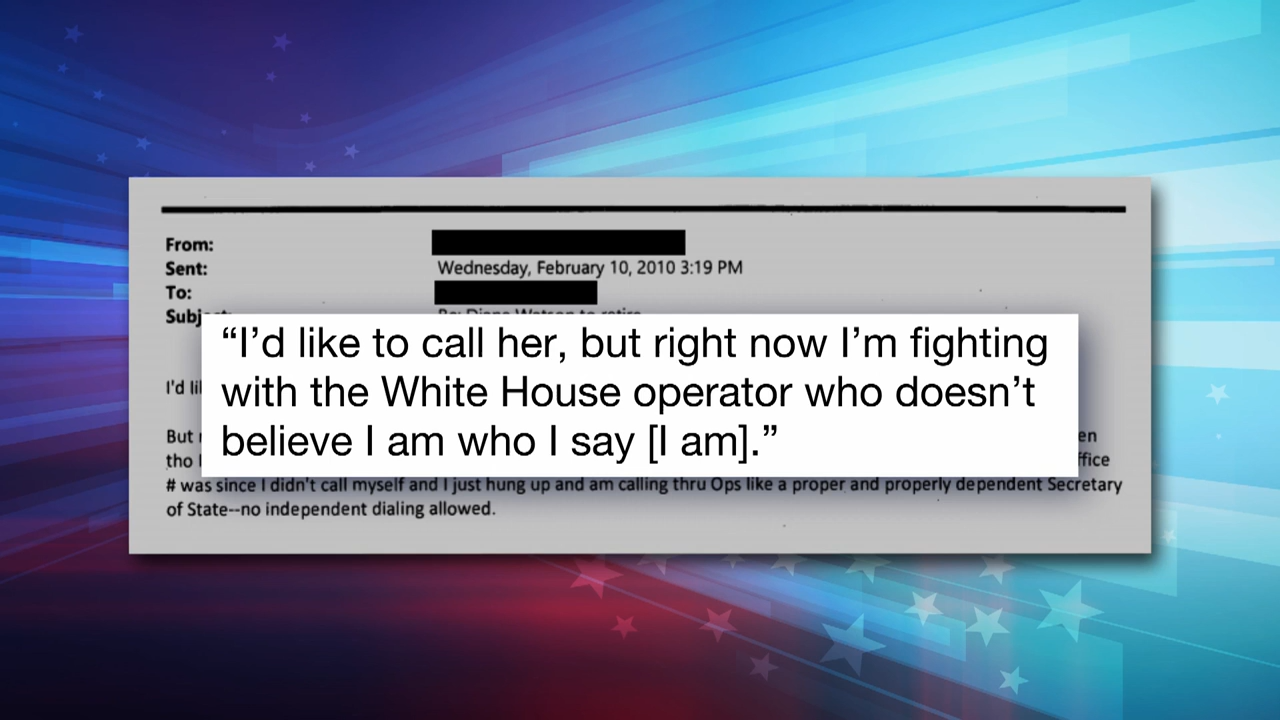 From:
Sent: Wednesday, February 10, 2010 3:19 PM
To:
“I’d like to call her, but right now I’m fighting
with the White House operator who doesn’t
believe I am who I say [I am].”
I'd
But
tho
# was since I didn't call myself and I just hung up and am calling thru Ops like a proper and properly dependent Secretary
of State--no independent dialing allowed.